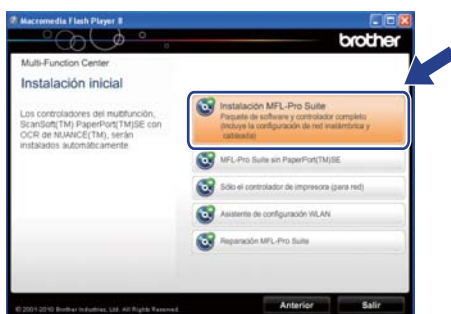 Macromedia Flash Player 8
brother
Multi-Function Center
Instalación inicial
Los controladores del multifunción,
ScanSoft(TM) PaperPort(TM)SE con
OCR de NUANCE(TM), serán
instalados automáticamente
Instalación MFL-Pro Suite
Paquete de software y controlador completo
(Incluye la configuración de red inalámbrica y
cableada)
MFL-Pro Suite sin PaperPort(TM)SE
Sólo el controlador de impresora (para red)
Asistente de configuración WLAN
Reparación MFL-Pro Suite
© 2001-2010 Brother Industries, Ltd. All Rights Reserved.
Anterior
Salir